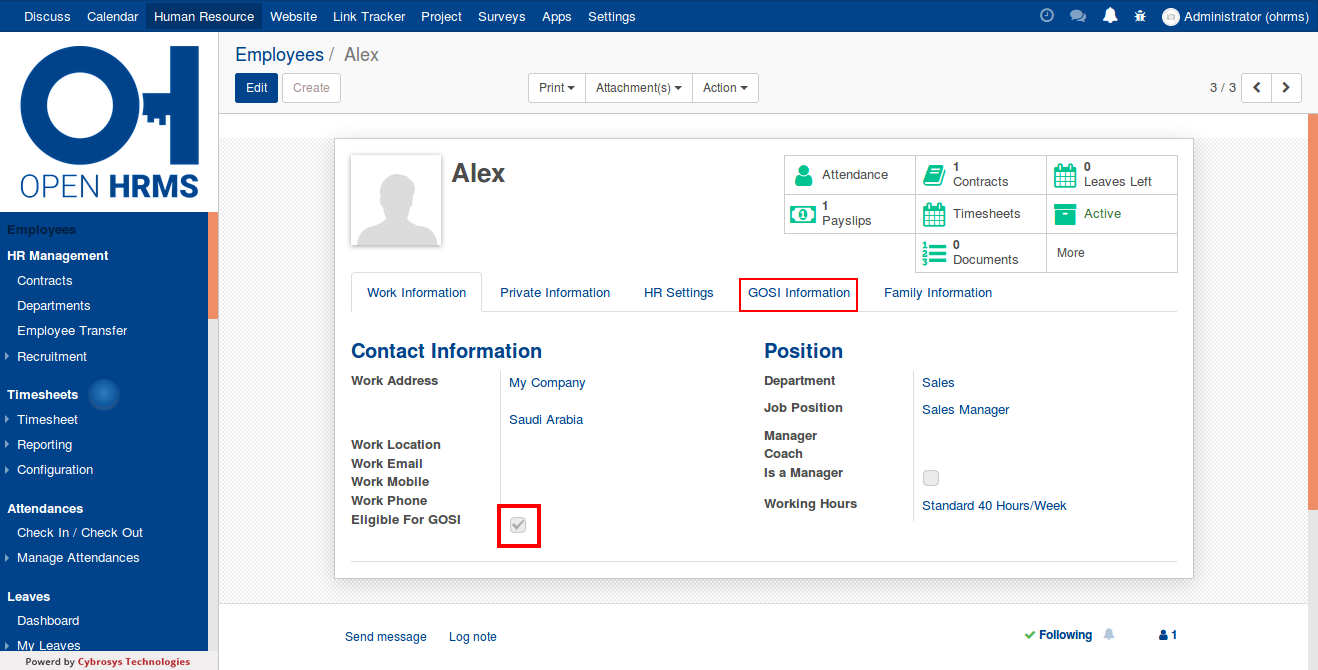 Discuss Calendar Human Resource Website Link Tracker Project Surveys Apps Settings Administrator (ohrms)
OPEN HRMS
Employees
HR Management
Contracts
Departments
Employee Transfer
Recruitment
Timesheets
Timesheet
Reporting
Configuration
Attendances
Check In / Check Out
Manage Attendances
Leaves
Dashboard
My Leaves
Powerd by Cybrosys Technologies
Employees / Alex
Edit Create Print Attachment(s) Action 3 / 3
Alex
Attendance
1
Contracts
0
Leaves Left
1
Payslips
Timesheets
Active
0
Documents
More
Work Information Private Information HR Settings GOSI Information Family Information
Contact Information
Work Address My Company
Saudi Arabia
Work Location
Work Email
Work Mobile
Work Phone
Eligible For GOSI
Position
Department Sales
Job Position Sales Manager
Manager
Coach
Is a Manager
Working Hours Standard 40 Hours/Week
Send message Log note Following 1